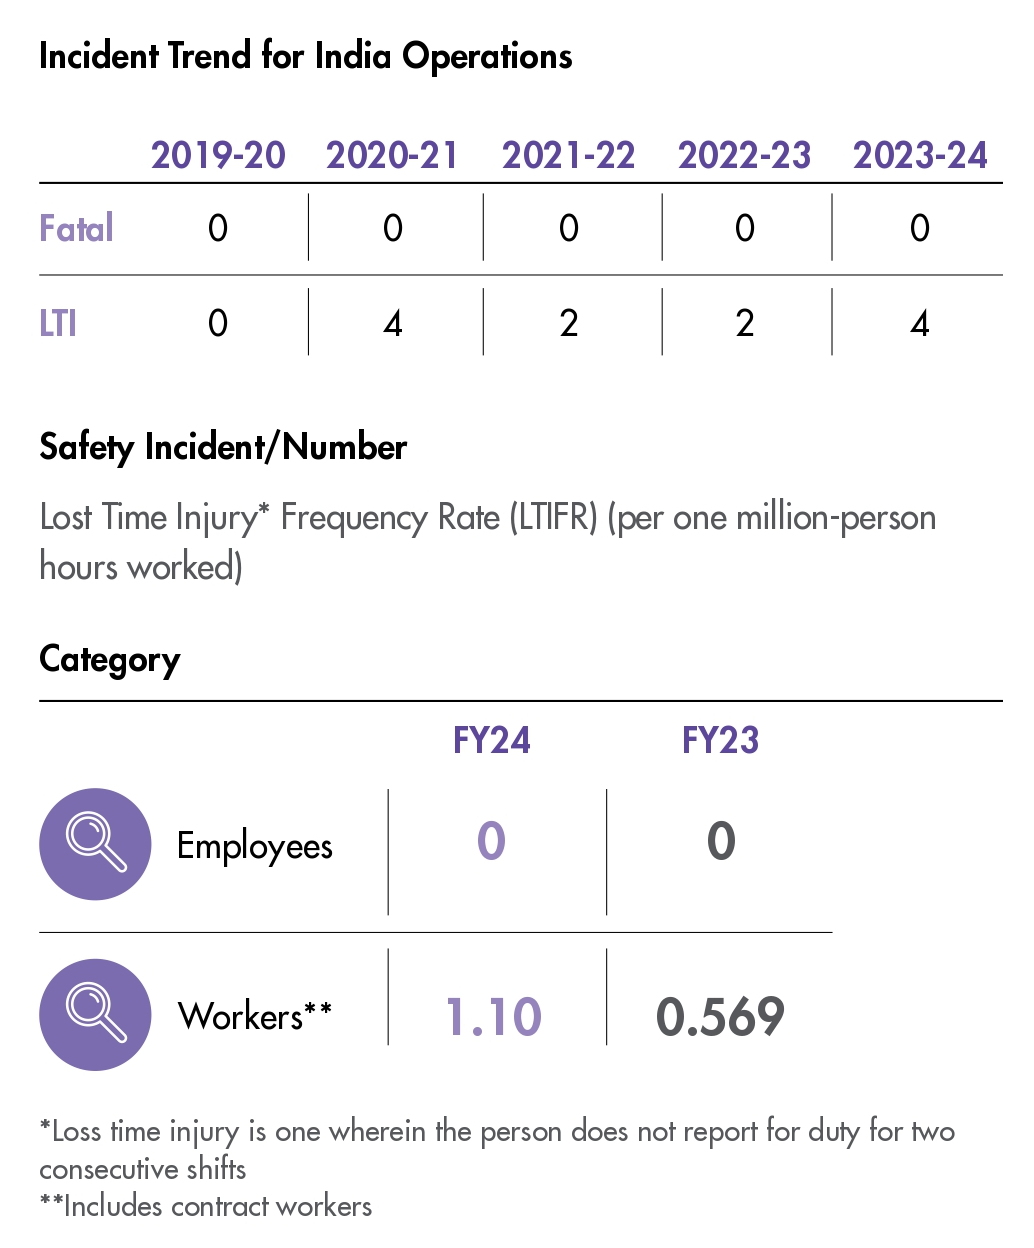 Incident Trend for India Operations
2019-20 2020-21 2021-22 2022-23 2023-24
Fatal 0 0 0 0 0
LTI 0 4 2 2 4
Safety Incident/Number
Lost Time Injury* Frequency Rate (LTIFR) (per one million-person
hours worked)
Category
FY24 FY23
Employees 0 0
Workers** 1.10 0.569
*Loss time injury is one wherein the person does not report for duty for two
consecutive shifts
**Includes contract workers